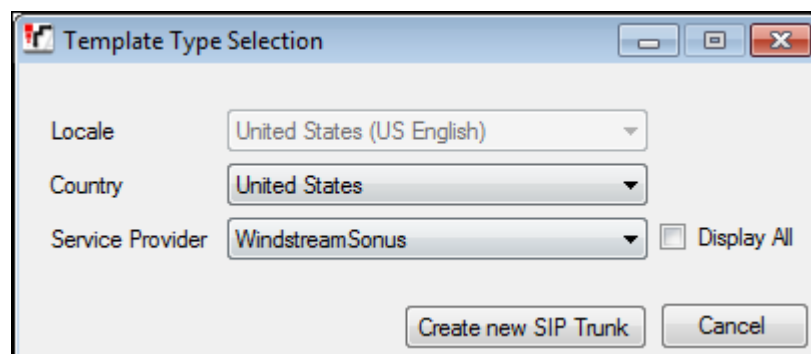 Template Type Selection
Locale United States (US English)
Country United States
Service Provider WindstreamSonus Display All
Create new SIP Trunk Cancel